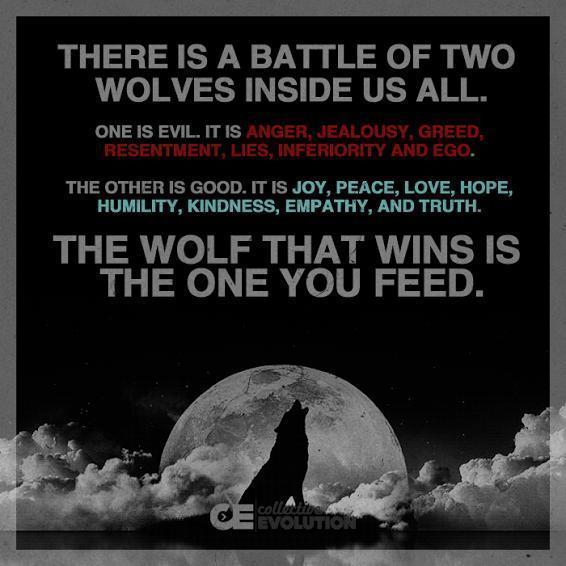 THERE IS A BATTLE OF TWO
WOLVES INSIDE US ALL.
ONE IS EVIL. IT IS ANGER, JEALOUSY, GREED,
RESENTMENT, LIES, INFERIORITY AND EGO.
THE OTHER IS GOOD. IT IS JOY, PEACE, LOVE, HOPE,
HUMILITY, KINDNESS, EMPATHY, AND TRUTH.
THE WOLF THAT WINS IS
THE ONE YOU FEED.
CE collective
EVOLUTION